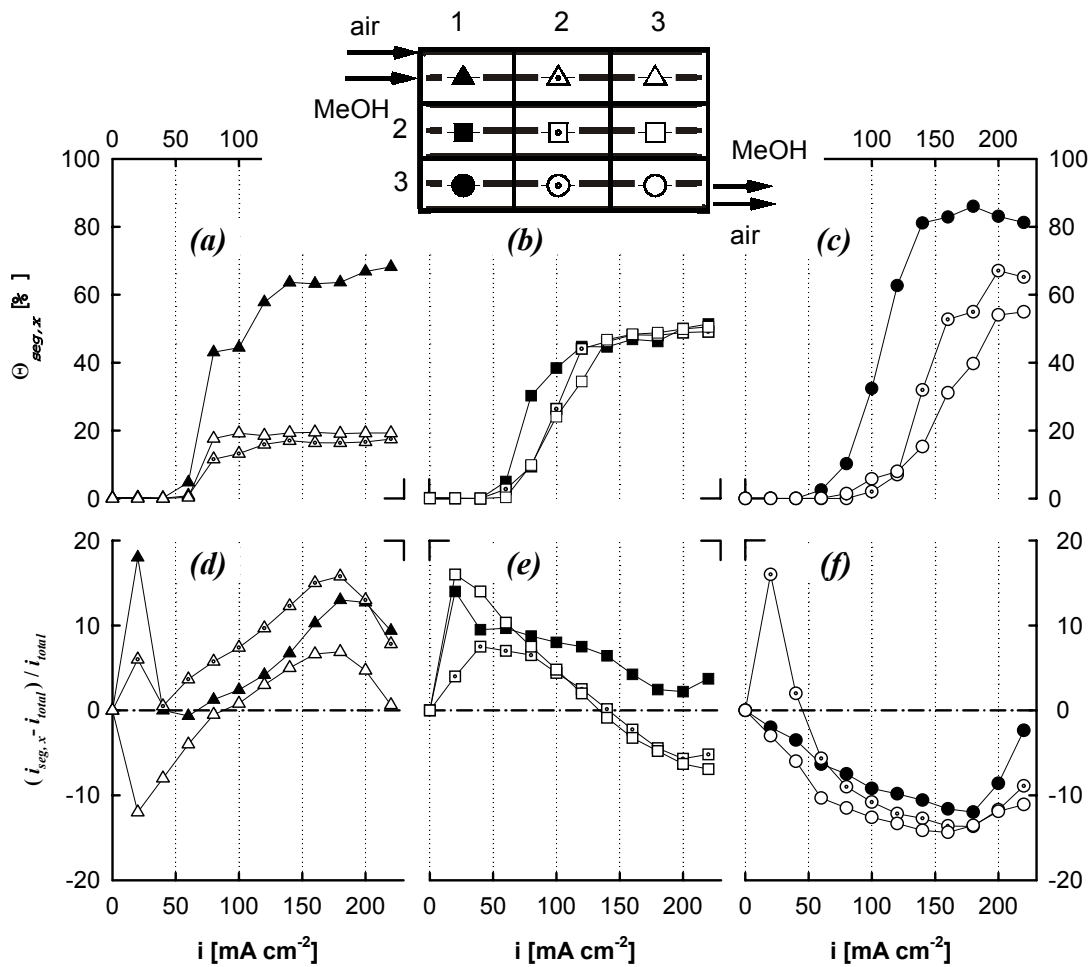 air 1 2 3
MeOH
2
3
MeOH
air
0 100
100 150 200
100
80
60
40
20
0
80
60
40
20
0
100
Θseg,x [%]
(a) (b) (c)
20
10
0
-10
-20
20
10
0
-10
-20
(iseg,x - itotal) / itotal
(d) (e) (f)
0 50 100 150 200
0 50 100 150 200
0 50 100 150 200
i [mA cm-2] i [mA cm-2] i [mA cm-2]